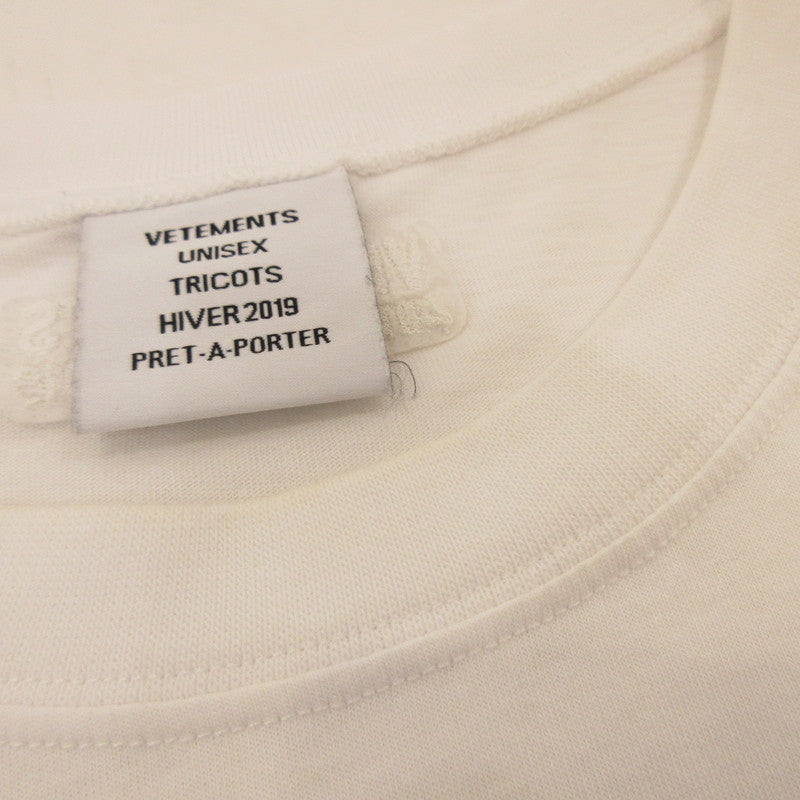 VETEMENTS
UNISEX
TRICOTS
HIVER 2019
PRET-A-PORTER